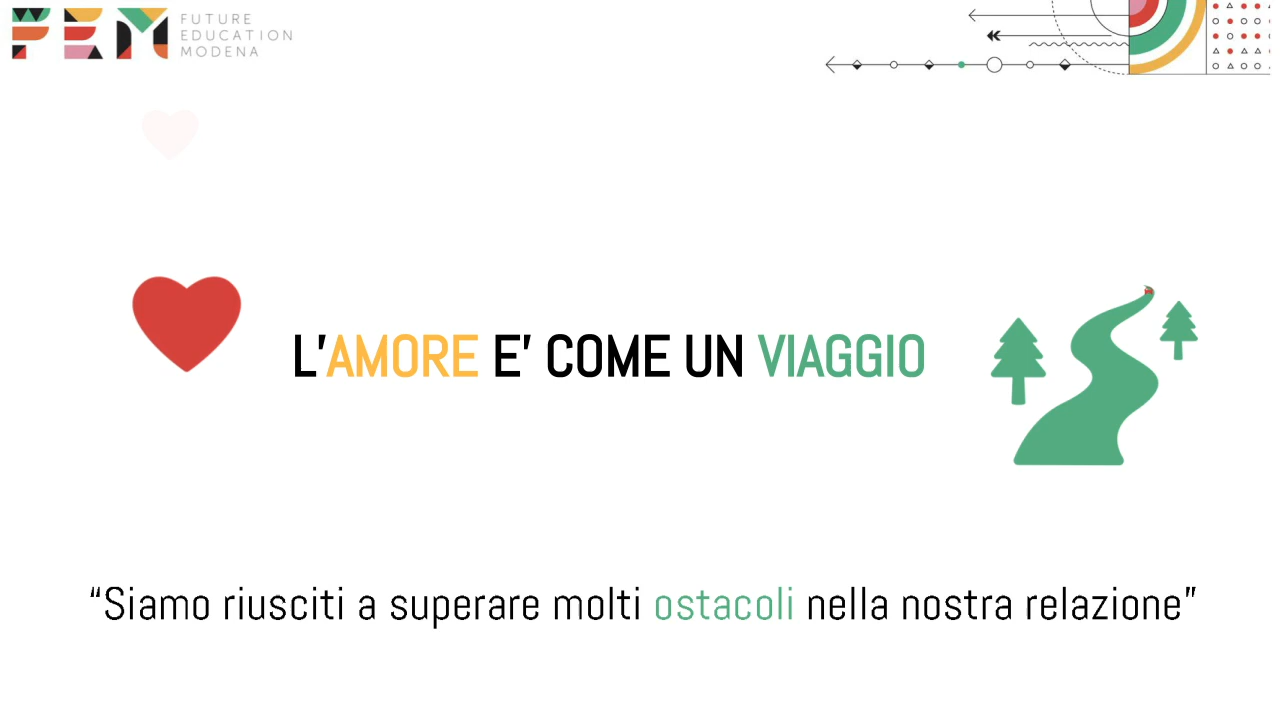 FEM
FUTURE
EDUCATION
MODENA
L'AMORE E' COME UN VIAGGIO
“Siamo riusciti a superare molti ostacoli nella nostra relazione”